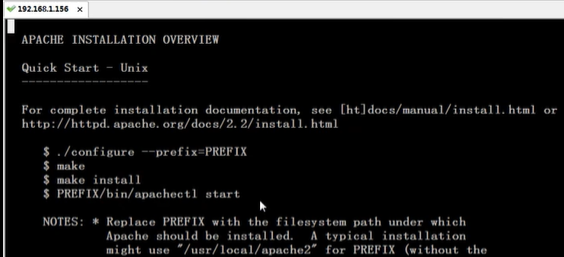 192.168.1.156 ×
APACHE INSTALLATION OVERVIEW
Quick Start - Unix
------------------
For complete installation documentation, see [ht]docs/manual/install.html or
http://httpd.apache.org/docs/2.2/install.html
$ ./configure --prefix=PREFIX
$ make
$ make install
$ PREFIX/bin/apachectl start
NOTES: * Replace PREFIX with the filesystem path under which
Apache should be installed.  A typical installation
might use "/usr/local/apache2" for PREFIX (without the